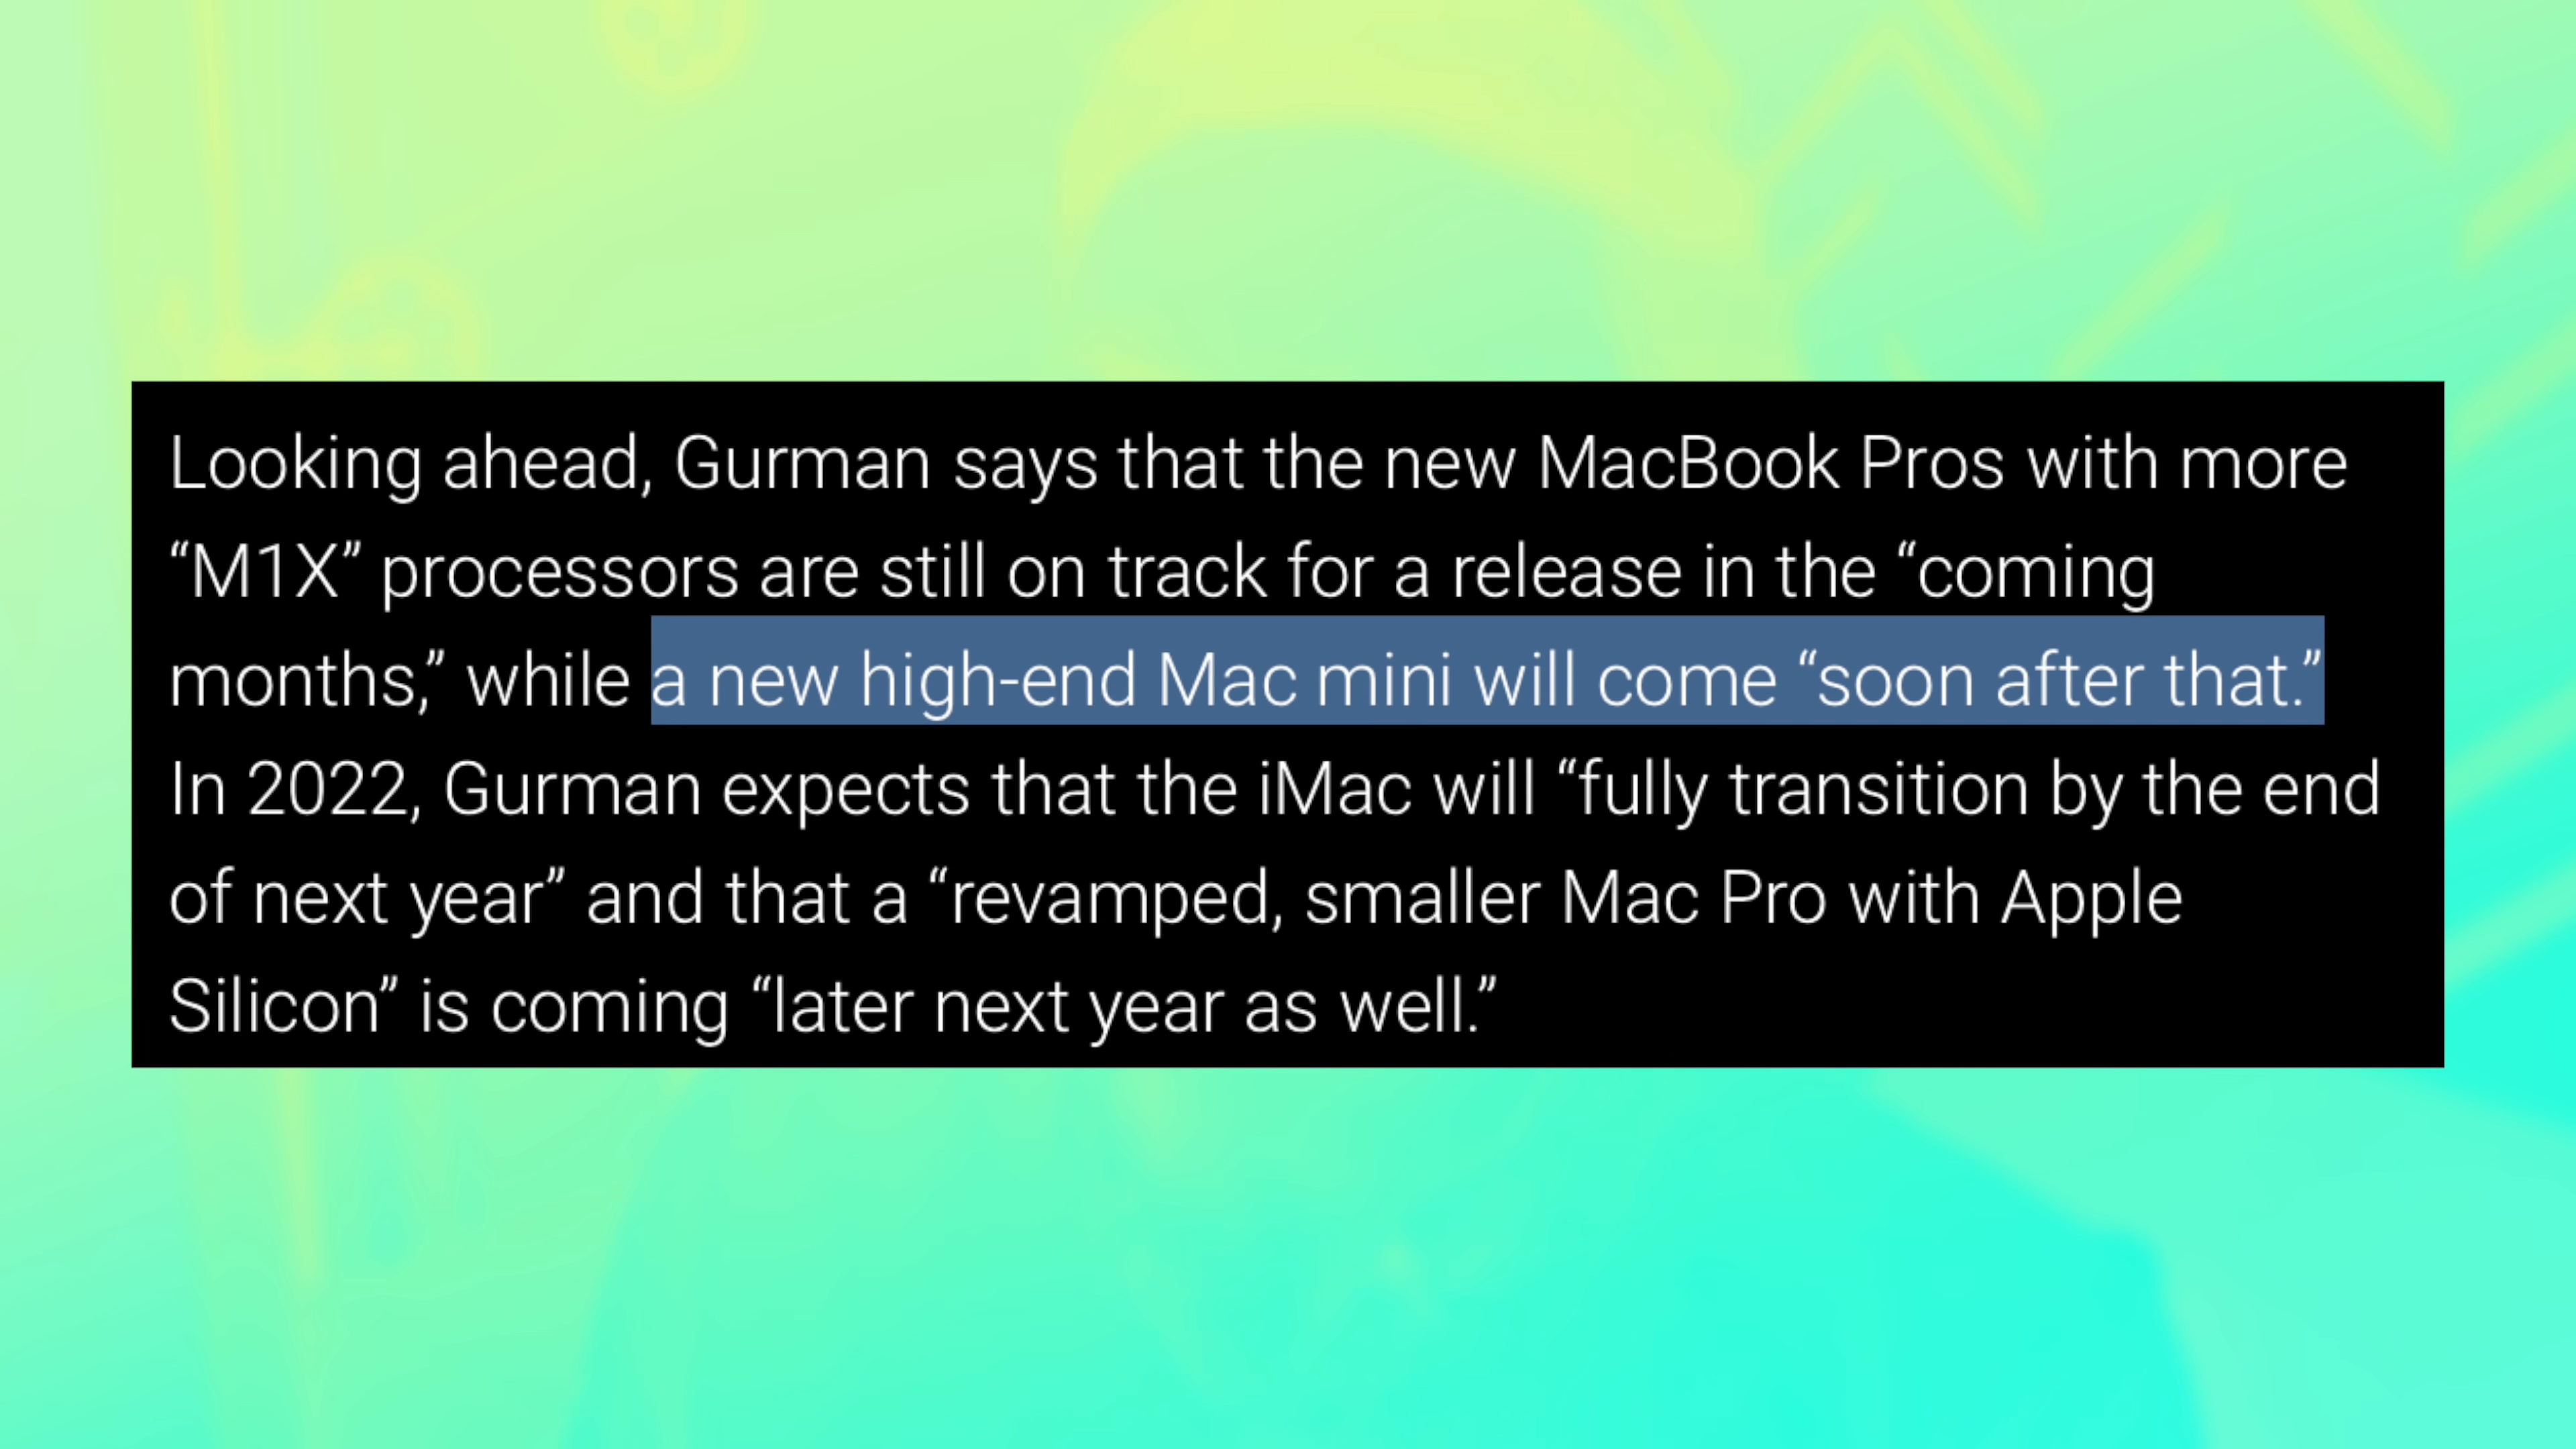 Looking ahead, Gurman says that the new MacBook Pros with more
“M1X” processors are still on track for a release in the “coming
months,” while a new high-end Mac mini will come “soon after that.”
In 2022, Gurman expects that the iMac will “fully transition by the end
of next year” and that a “revamped, smaller Mac Pro with Apple
Silicon” is coming “later next year as well.”